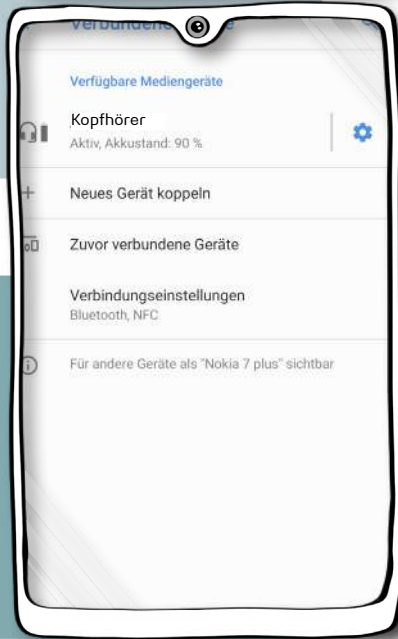 Verfügbare Mediengeräte
Kopfhörer
Aktiv, Akkustand: 90 %
Neues Gerät koppeln
Zuvor verbundene Geräte
Verbindungseinstellungen
Bluetooth, NFC
Für andere Geräte als "Nokia 7 plus" sichtbar